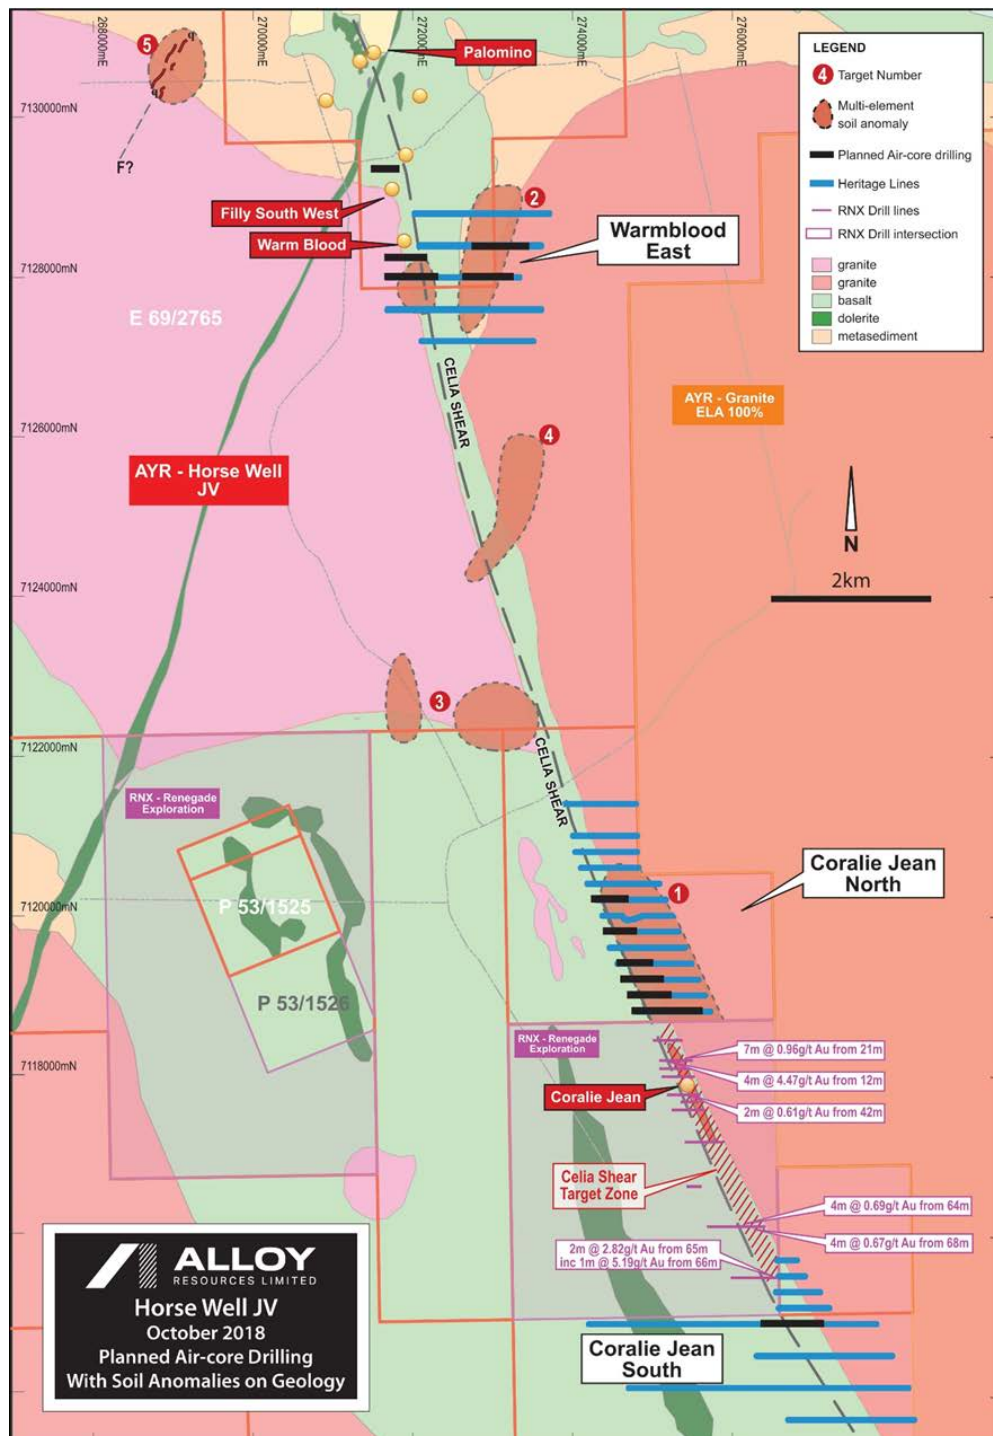 268000mE
270000mE
272000mE
274000mE
276000mE
5
q
q
F?
Palomino
LEGEND
4 Target Number
Multi-element
soil anomaly
Planned Air-core drilling
Heritage Lines
RNX Drill lines
RNX Drill intersection
granite
granite
basalt
dolerite
metasediment
7130000mN
Filly South West
Warm Blood
2
Warmblood
East
7128000mN
E 69/2765
CELIA SHEAR
AYR - Granite
ELA 100%
7126000mN
4
AYR - Horse Well
JV
N
2km
7124000mN
3
7122000mN
CELIA SHEAR
RNX - Renegade
Exploration
Coralie Jean
North
1
P 53/1525
7120000mN
P 53/1526
RNX - Renegade
Exploration
7118000mN
7m @ 0.96g/t Au from 21m
4m @ 4.47g/t Au from 12m
Coralie Jean
2m @ 0.61g/t Au from 42m
Celia Shear
Target Zone
4m @ 0.69g/t Au from 64m
4m @ 0.67g/t Au from 68m
2m @ 2.82g/t Au from 65m
inc 1m @ 5.19g/t Au from 66m
Coralie Jean
South
ALLOY
RESOURCES LIMITED
Horse Well JV
October 2018
Planned Air-core Drilling
With Soil Anomalies on Geology